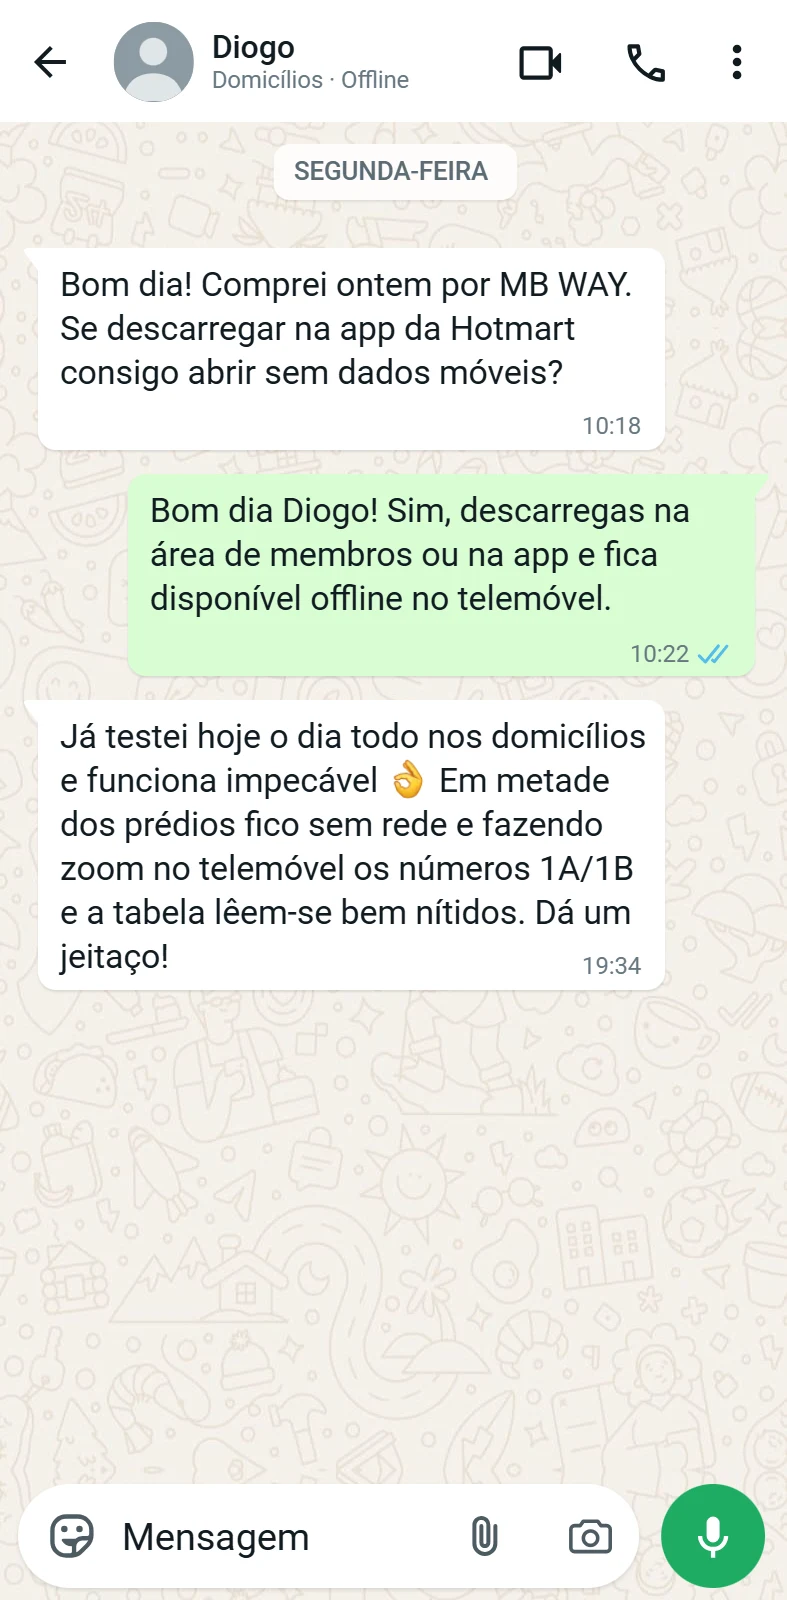 Diogo
Domicílios · Offline
SEGUNDA-FEIRA
Bom dia! Comprei ontem por MB WAY.
Se descarregar na app da Hotmart
consigo abrir sem dados móveis?
10:18
Bom dia Diogo! Sim, descarregas na
área de membros ou na app e fica
disponível offline no telemóvel.
10:22
Já testei hoje o dia todo nos domicílios
e funciona impecável 👌 Em metade
dos prédios fico sem rede e fazendo
zoom no telemóvel os números 1A/1B
e a tabela lêem-se bem nítidos. Dá um
jeitaço!
19:34
Mensagem